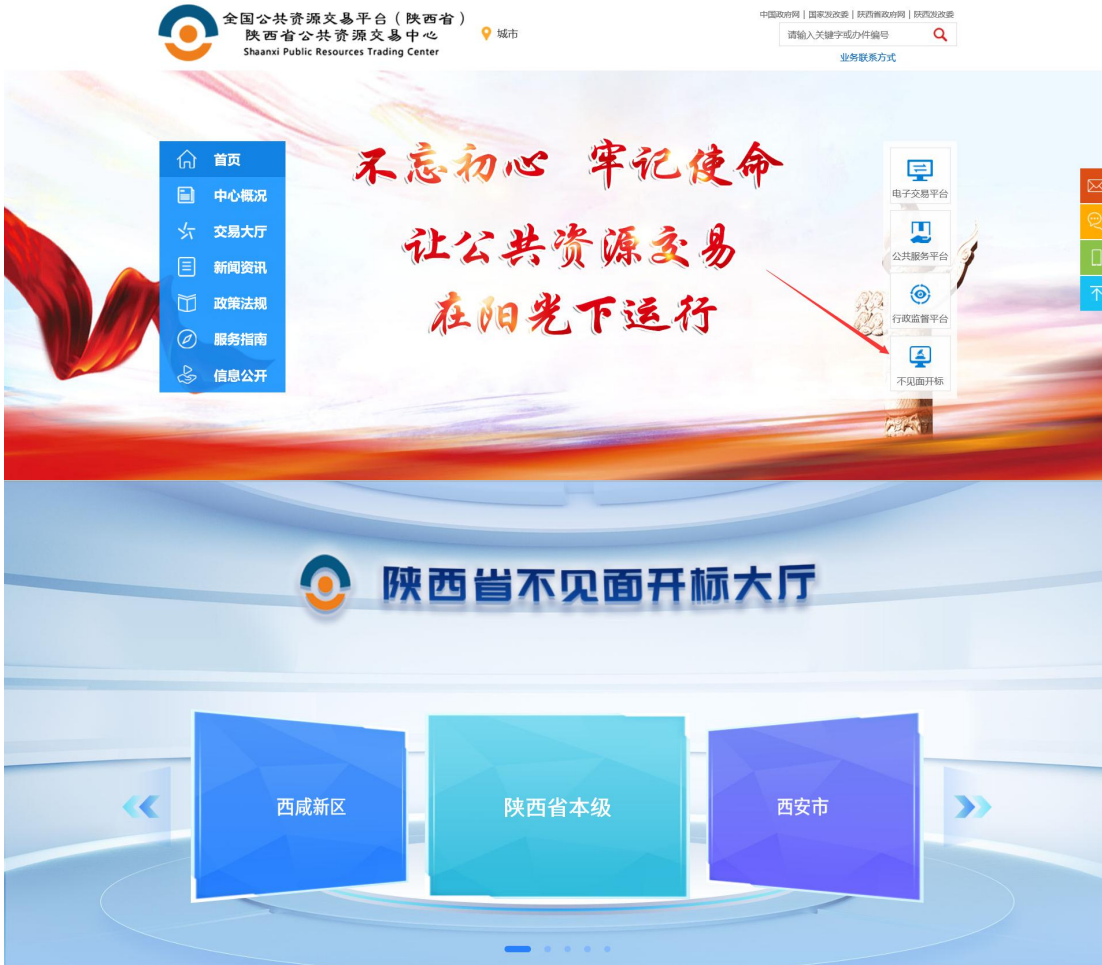 全国公共资源交易平台（陕西省）
陕西省公共资源交易中心
Shaanxi Public Resources Trading Center
城市
中国政府网 | 国家发改委 | 陕西省政府网 | 陕西发改委
请输入关键字或办件编号
业务联系方式
首页
中心概况
交易大厅
新闻资讯
政策法规
服务指南
信息公开
不忘初心 牢记使命
让公共资源交易
在阳光下运行
电子交易平台
公共服务平台
行政监督平台
不见面开标
陕西省不见面开标大厅
西咸新区
陕西省本级
西安市